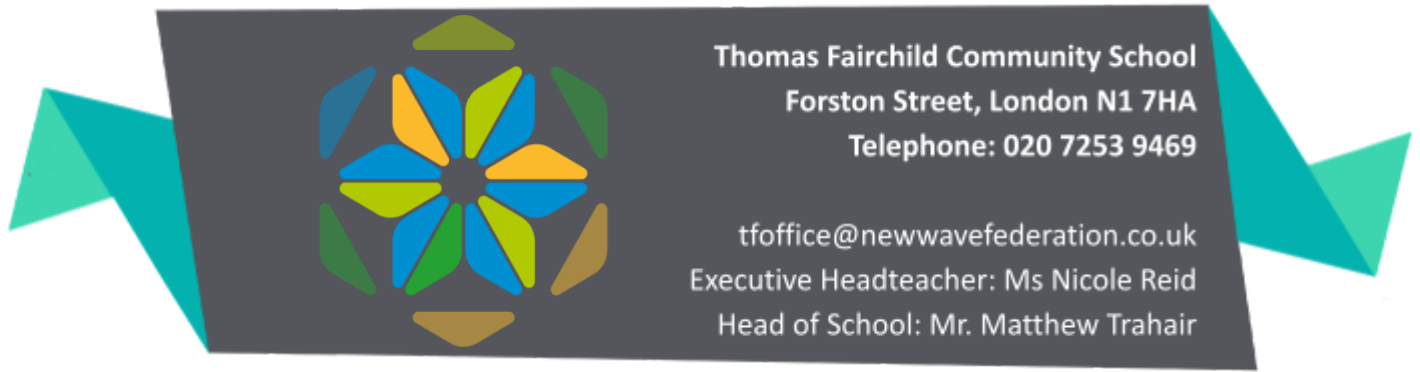 Thomas Fairchild Community School
Forston Street, London N1 7HA
Telephone: 020 7253 9469
tfoffice@newwavefederation.co.uk
Executive Headteacher: Ms Nicole Reid
Head of School: Mr. Matthew Trahair